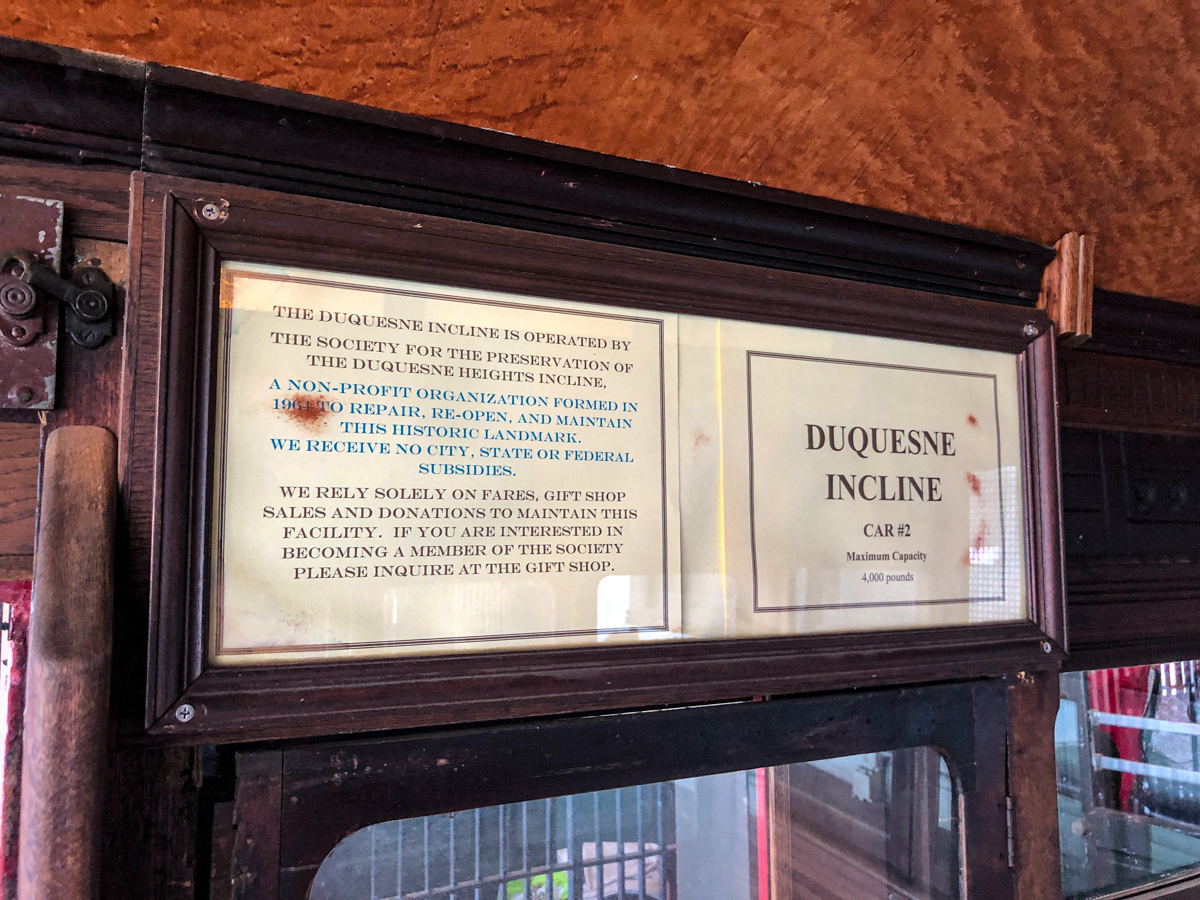 THE DUQUESNE INCLINE IS OPERATED BY
THE SOCIETY FOR THE PRESERVATION OF
THE DUQUESNE HEIGHTS INCLINE,
A NON-PROFIT ORGANIZATION FORMED IN
1964 TO REPAIR, RE-OPEN, AND MAINTAIN
THIS HISTORIC LANDMARK.
WE RECEIVE NO CITY, STATE OR FEDERAL
SUBSIDIES.
WE RELY SOLELY ON FARES, GIFT SHOP
SALES AND DONATIONS TO MAINTAIN THIS
FACILITY. IF YOU ARE INTERESTED IN
BECOMING A MEMBER OF THE SOCIETY
PLEASE INQUIRE AT THE GIFT SHOP.
DUQUESNE
INCLINE
CAR #2
Maximum Capacity
4,000 pounds